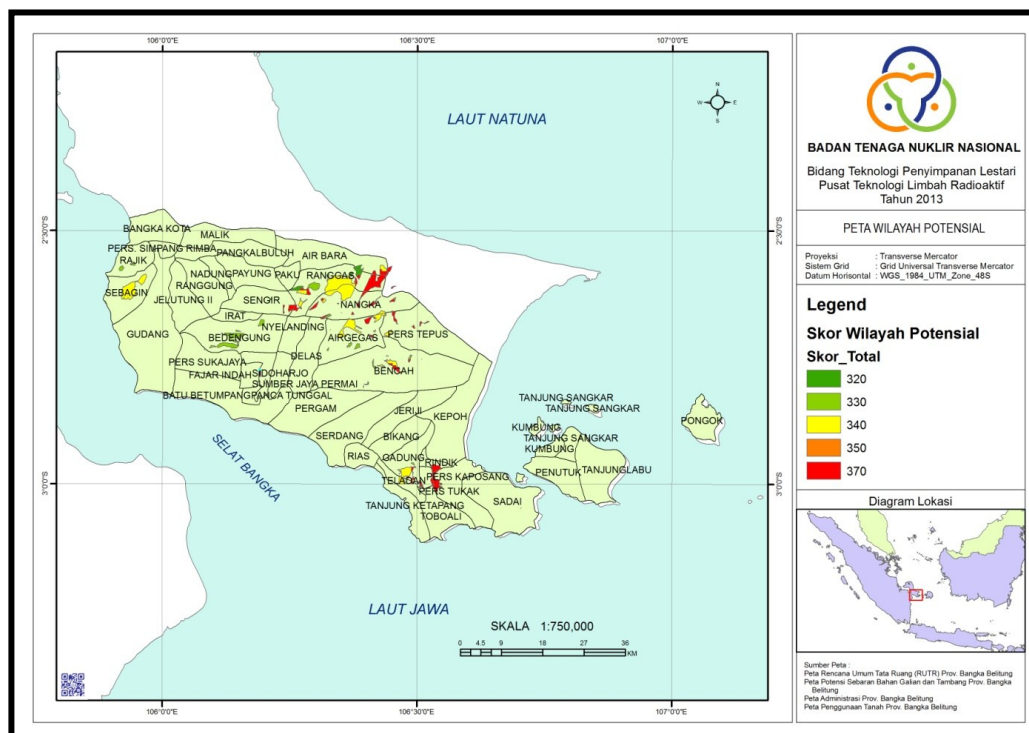 106°0'0"E
106°30'0"E
107°0'0"E
2°30'0"S
2°30'0"S
3°0'0"S
3°0'0"S
106°0'0"E
106°30'0"E
107°0'0"E
LAUT NATUNA
N
W E
S
BANGKA KOTA
MALIK
PERS. SIMPANG RIMBA
PANGKALBULUH
AIR BARA
RAJIK
NADUNG
PAYUNG
PAKU
RANGGAS
RANGGUNG
SEBAGIN
JELUTUNG II
SENGIR
NANGKA
IRAT
GUDANG
NYELANDING
BEDENGUNG
AIRGEGAS
PERS TEPUS
DELAS
PERS SUKAJAYA
BENCAH
FAJAR INDAH
SIDOHARJO
SUMBER JAYA PERMAI
BATU BETUMPANG
PANCA TUNGGAL
PERGAM
JERIJI
KEPOH
TANJUNG SANGKAR
TANJUNG SANGKAR
PONGOK
KUMBUNG
TANJUNG SANGKAR
KUMBUNG
SERDANG
BIKANG
RIAS
GADUNG
RINDIK
PENUTUK
TANJUNGLABU
TELADAN
PERS KAPOSANG
PERS TUKAK
SADAI
TANJUNG KETAPANG
TOBOALI
SELAT BANGKA
LAUT JAWA
SKALA 1:750,000
0 4.5 9 18 27 36
KM
BADAN TENAGA NUKLIR NASIONAL
Bidang Teknologi Penyimpanan Lestari
Pusat Teknologi Limbah Radioaktif
Tahun 2013
PETA WILAYAH POTENSIAL
Proyeksi : Transverse Mercator
Sistem Grid : Grid Universal Transverse Mercator
Datum Horisontal : WGS_1984_UTM_Zone_48S
Legend
Skor Wilayah Potensial
Skor_Total
320
330
340
350
370
Diagram Lokasi
Sumber Peta :
Peta Rencana Umum Tata Ruang (RUTR) Prov. Bangka Belitung
Peta Potensi Sebaran Bahan Galian dan Tambang Prov. Bangka
Belitung
Peta Administrasi Prov. Bangka Belitung
Peta Penggunaan Tanah Prov. Bangka Belitung